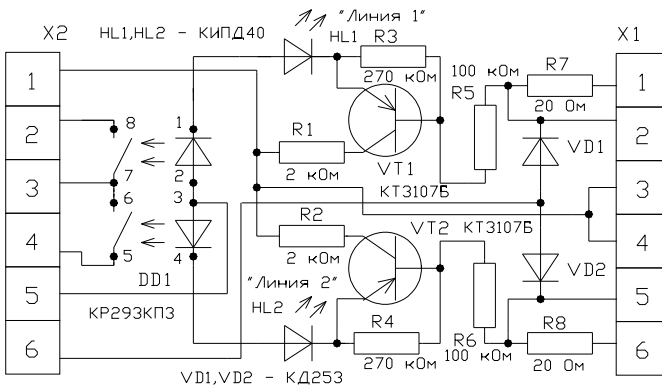 X2
HL1,HL2 – КИПД40
"Линия 1"
HL1
R3
270 кОм
X1
100 кОм
R7
R5
20 Ом
1
2
3
4
5
6
8
7
6
5
1
2
3
4
R1
2 кОм
VT1
КТ3107Б
VD1
R2
2 кОм
VT2
КТ3107Б
DD1
КР293КП3
"Линия 2"
HL2
R4
270 кОм
R6
100 кОм
VD2
R8
20 Ом
VD1,VD2 – КД253
1
2
3
4
5
6